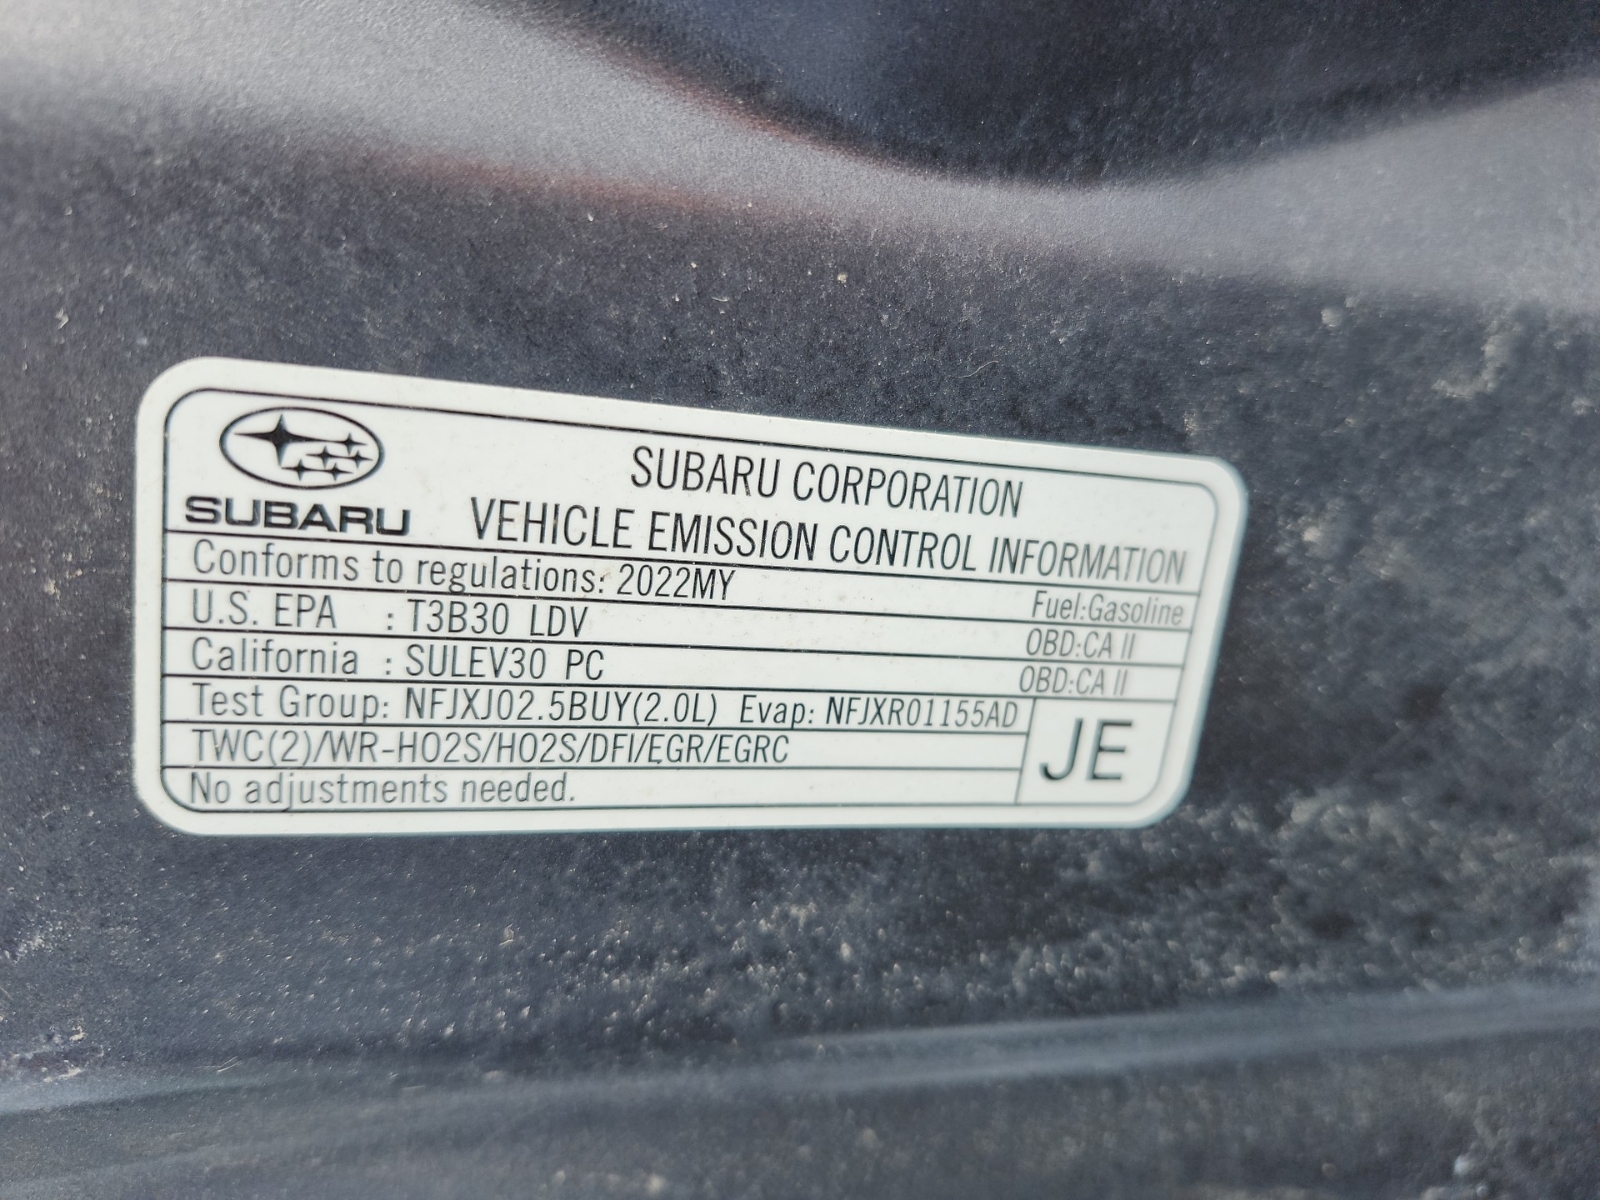 SUBARU
SUBARU CORPORATION
VEHICLE EMISSION CONTROL INFORMATION
Conforms to regulations: 2022MY Fuel:Gasoline
U.S. EPA : T3B30 LDV OBD:CA II
California : SULEV30 PC OBD:CA II
Test Group: NFJXJ02.5BUY(2.0L) Evap: NFJXR01155AD
TWC(2)/WR-HO2S/HO2S/DFI/EGR/EGRC
No adjustments needed.
JE